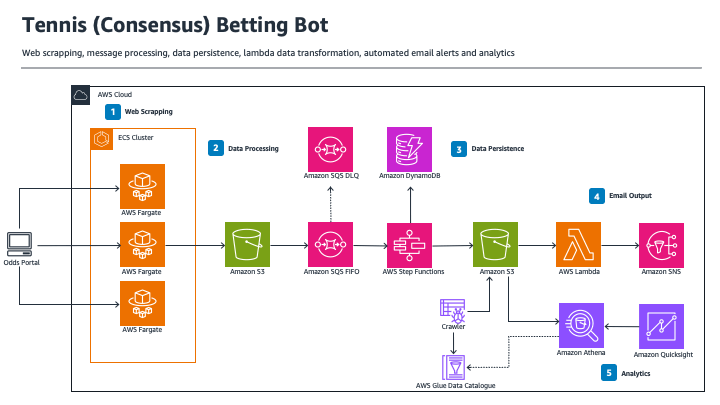 Tennis (Consensus) Betting Bot
Web scrapping, message processing, data persistence, lambda data transformation, automated email alerts and analytics
AWS Cloud
1 Web Scrapping
ECS Cluster
2 Data Processing
3 Data Persistence
Amazon SQS DLQ
Amazon DynamoDB
4 Email Output
AWS Fargate
Odds Portal
AWS Fargate
Amazon S3
Amazon SQS FIFO
AWS Step Functions
Amazon S3
AWS Lambda
Amazon SNS
AWS Fargate
Crawler
Amazon Athena
Amazon Quicksight
5 Analytics
AWS Glue Data Catalogue